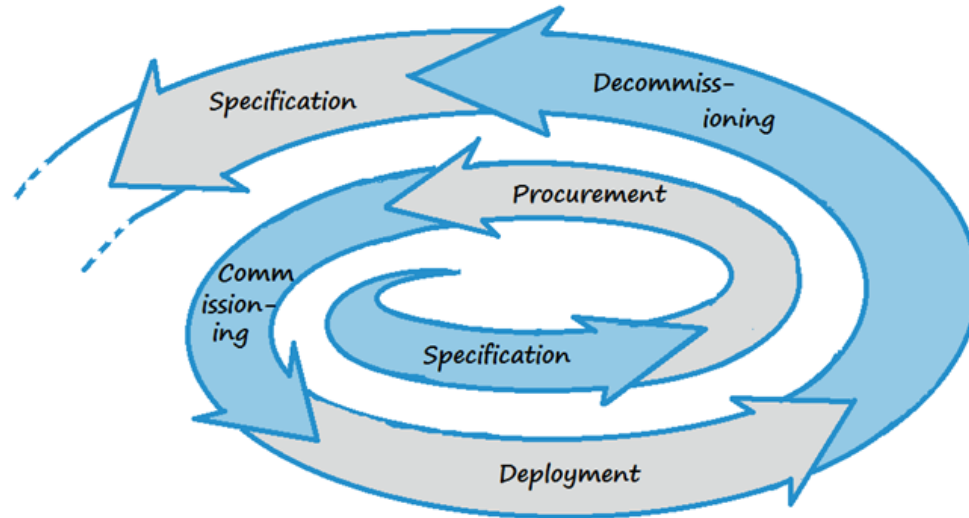 Specification
Decommiss-
ioning
Procurement
Comm
ission-
ing
Specification
Deployment